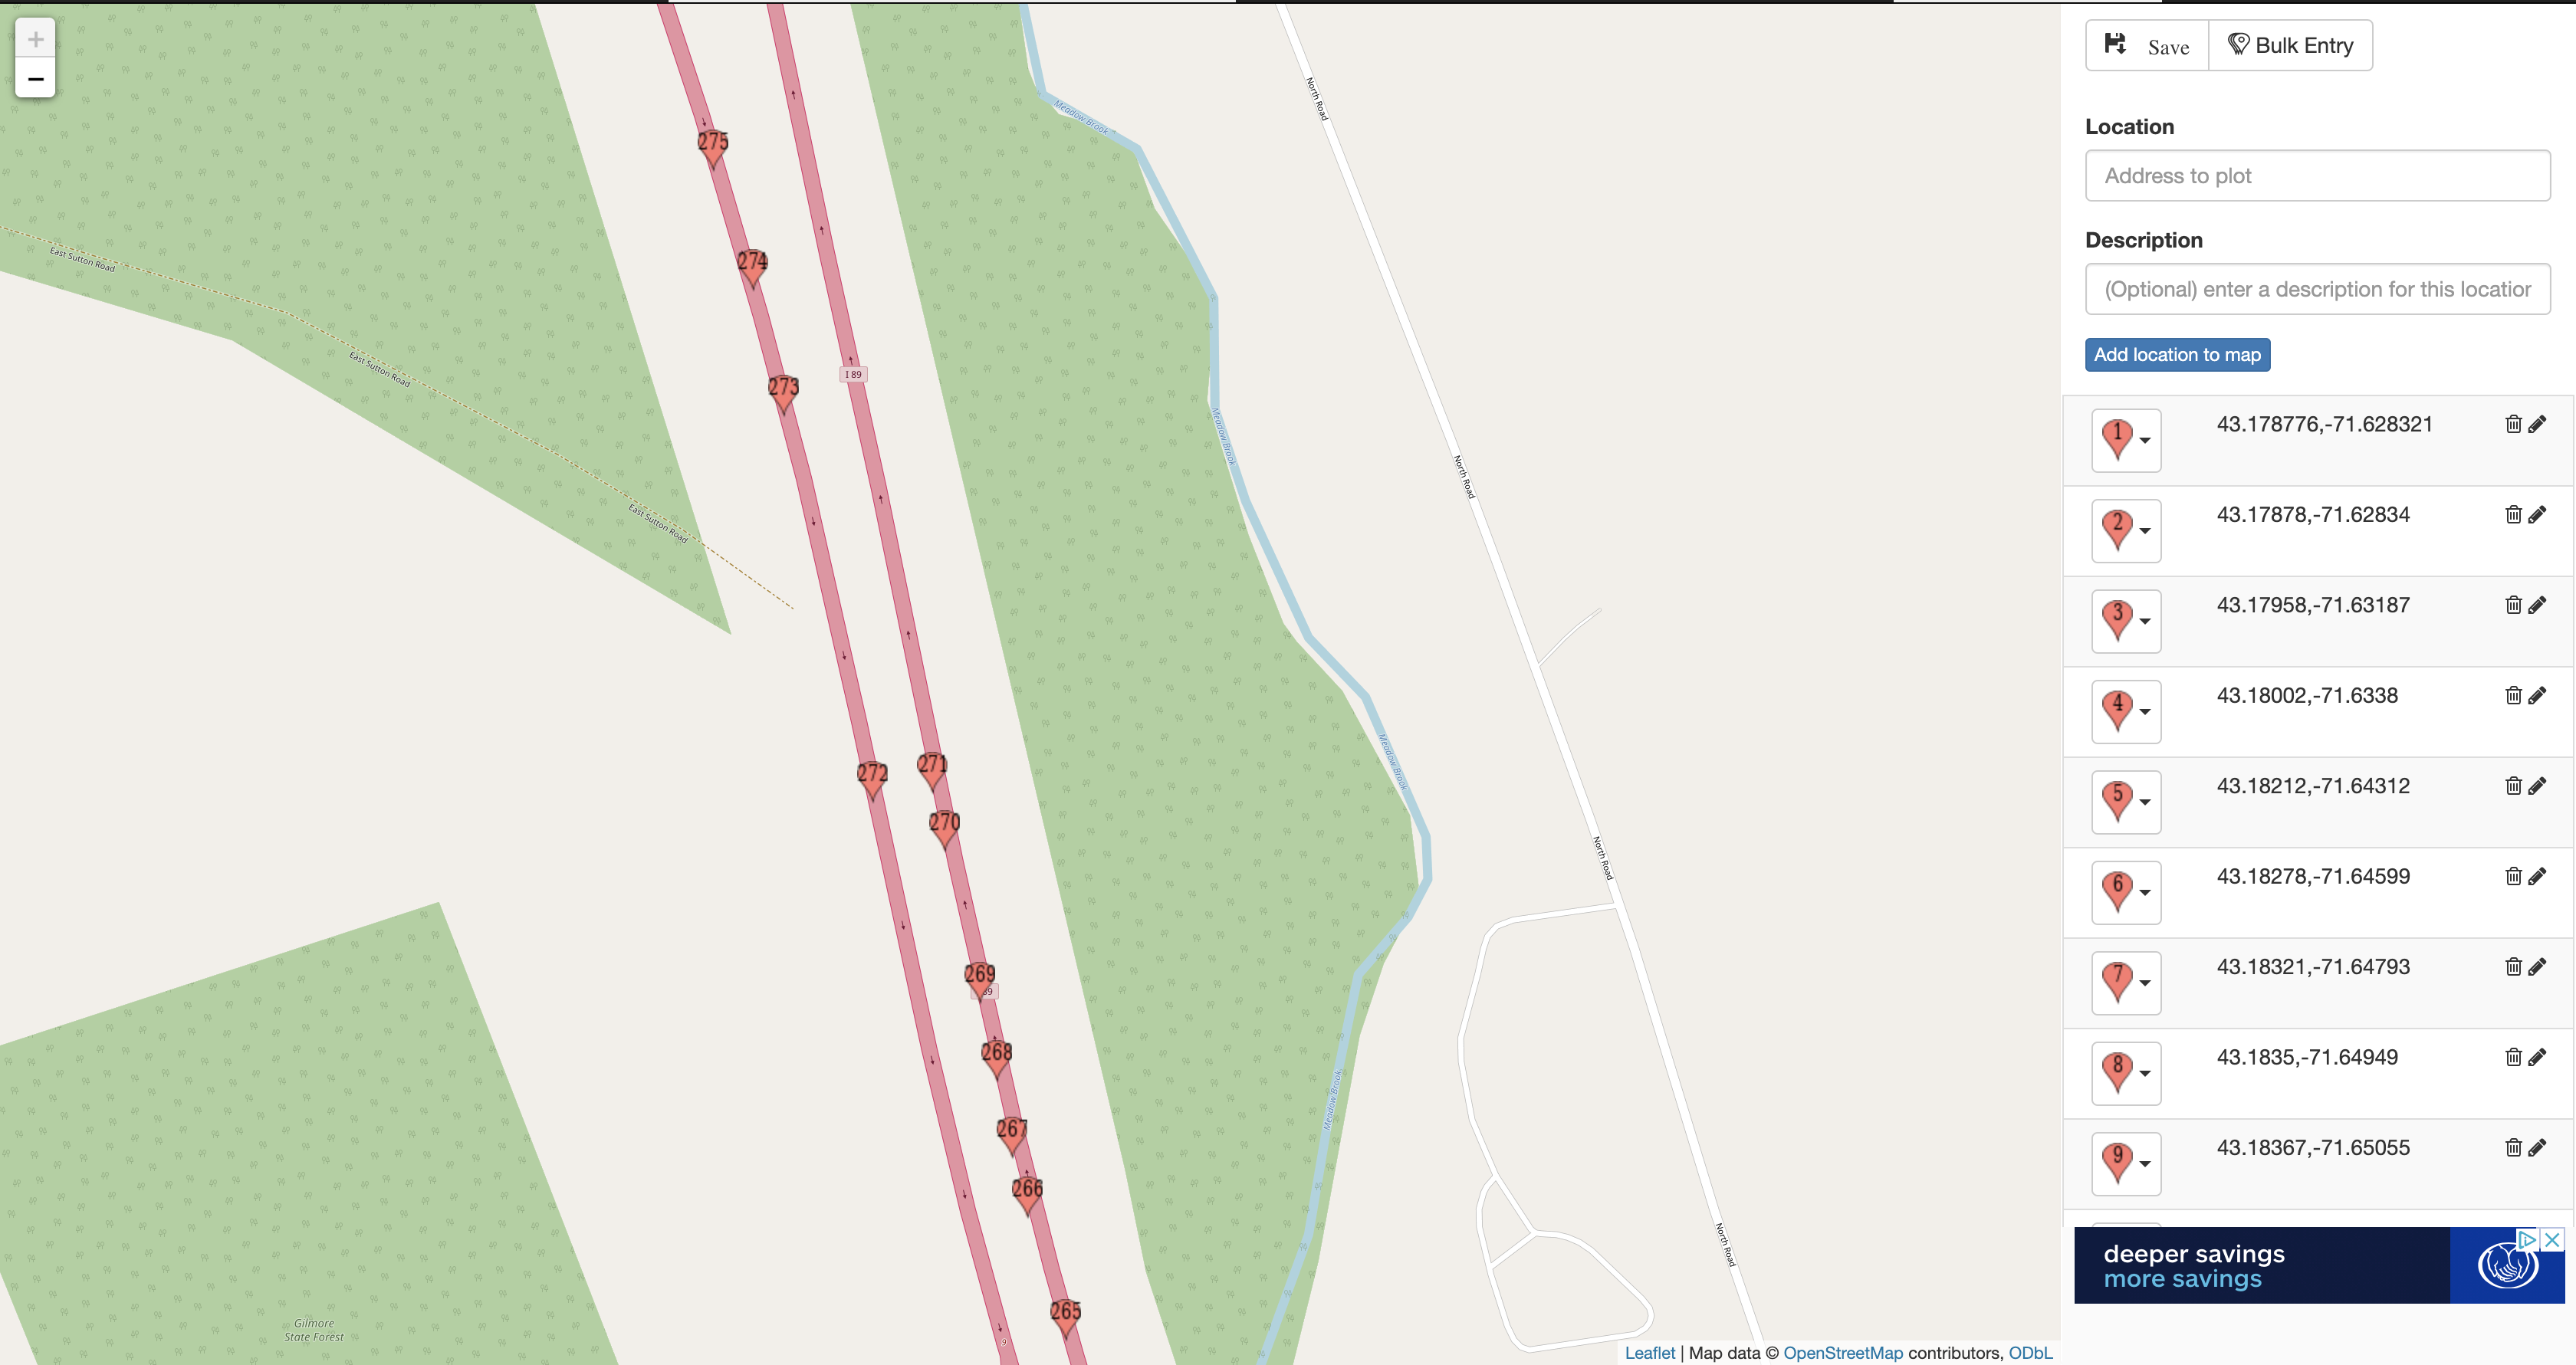 +
−
Meadow Brook
North Road
275
East Sutton Road
274
East Sutton Road
273
I 89
Meadow Brook
North Road
East Sutton Road
272
271
270
Meadow Brook
North Road
269
89
268
267
Meadow Brook
266
North Road
265
Gilmore
State Forest
9
Leaflet | Map data © OpenStreetMap contributors, ODbL
Save
Bulk Entry
Location
Address to plot
Description
(Optional) enter a description for this location
Add location to map
1 43.178776,-71.628321
2 43.17878,-71.62834
3 43.17958,-71.63187
4 43.18002,-71.6338
5 43.18212,-71.64312
6 43.18278,-71.64599
7 43.18321,-71.64793
8 43.1835,-71.64949
9 43.18367,-71.65055
deeper savings
more savings